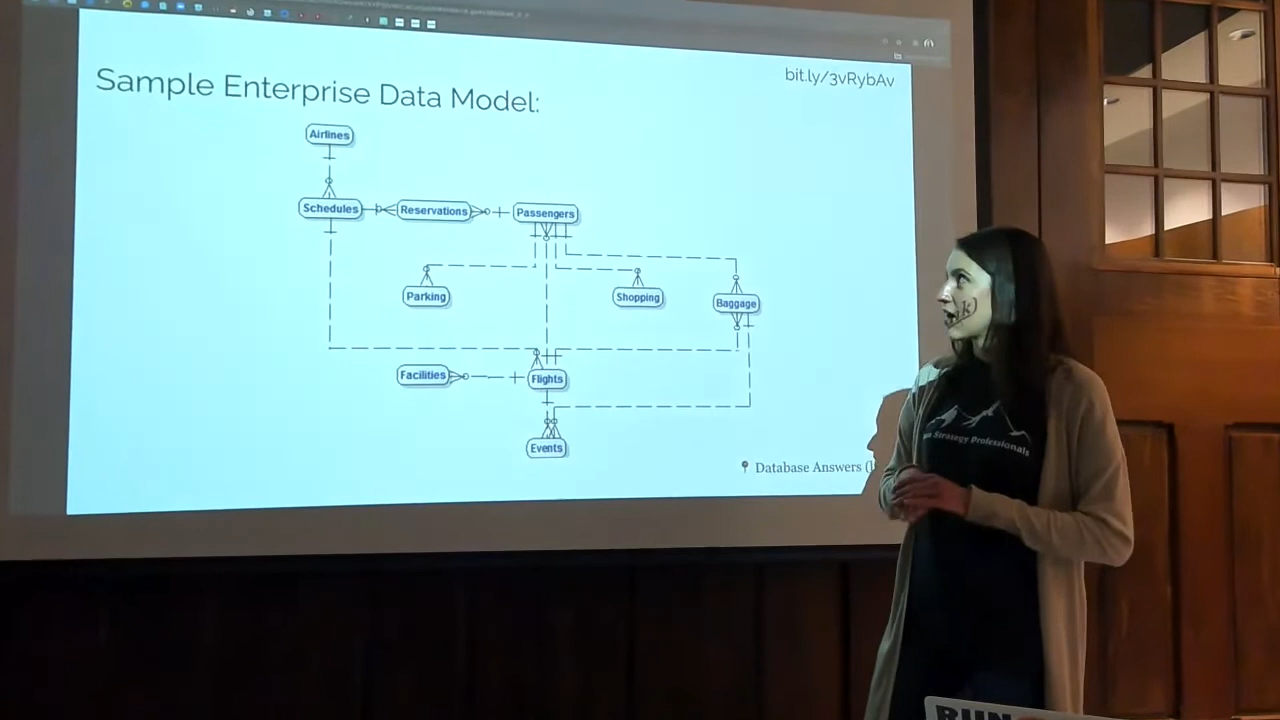 bit.ly/3vRybAv
Sample Enterprise Data Model:
Airlines
Schedules
Reservations
Passengers
Parking
Shopping
Baggage
Facilities
Flights
Events
Database Answers (
k)
Strategy Professionals
RUN